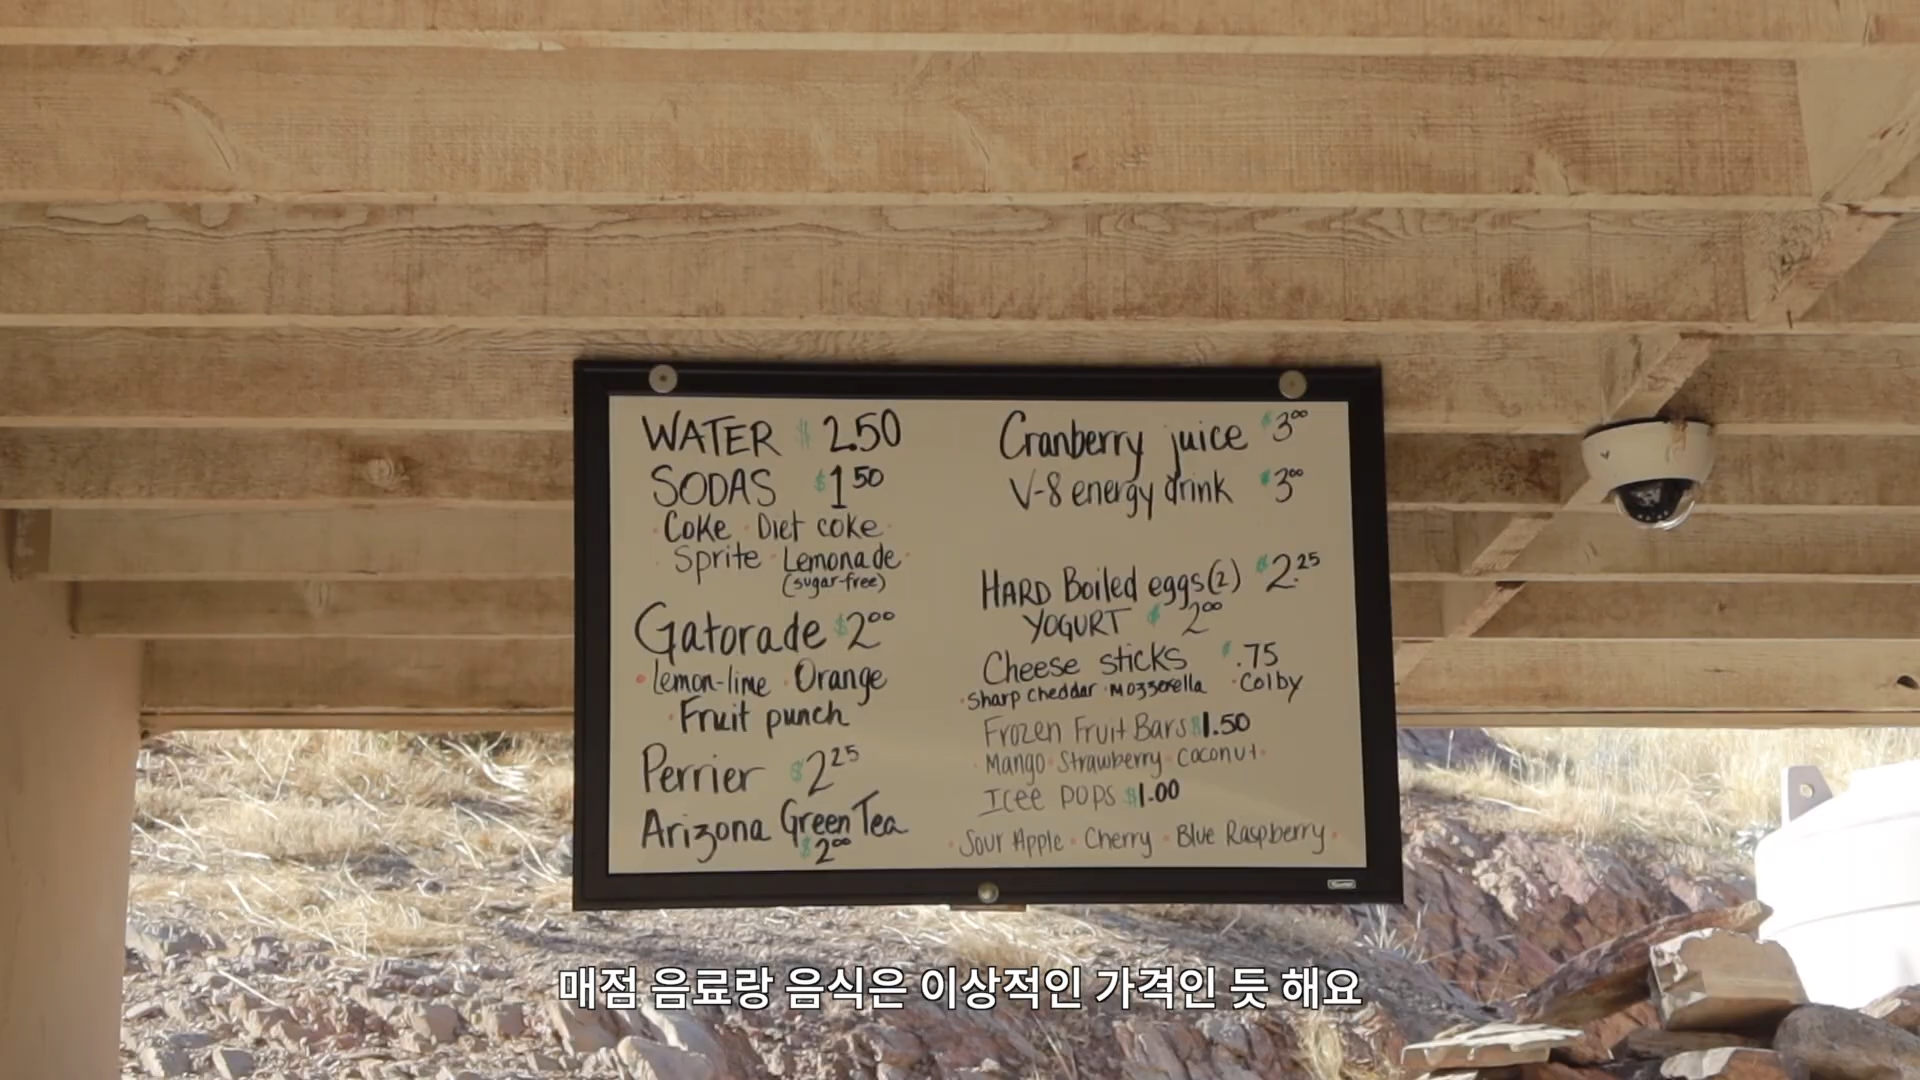 WATER $ 2.50
SODAS $1 50
· Coke · Diet coke ·
· Sprite · Lemonade ·
(sugar-free)
Gatorade $2 00
· Lemon-lime · Orange
· Fruit punch
Perrier $2 25
Arizona Green Tea
$2 00
Cranberry juice $3 00
V-8 energy drink $3 00
HARD Boiled eggs(2) $2.25
YOGURT $ 2 00
Cheese sticks $.75
· Sharp cheddar · Mozzorella · Colby
Frozen Fruit Bars $1.50
· Mango · Strawberry · Coconut ·
Icee pops $1.00
· Sour Apple · Cherry · Blue Raspberry ·
매점 음료랑 음식은 이상적인 가격인 듯 해요